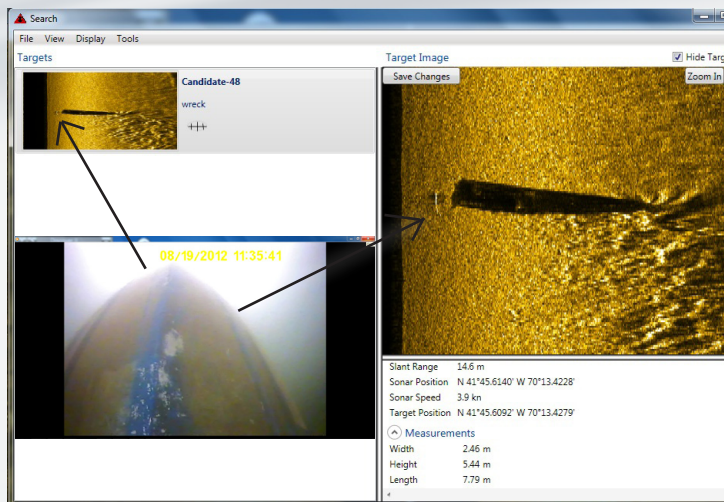 Search
File View Display Tools
Targets
Candidate-48
wreck
08/19/2012 11:35:41
Target Image
Hide Targ
Save Changes
Zoom In
Slant Range 14.6 m
Sonar Position N 41°45.6140' W 70°13.4228'
Sonar Speed 3.9 kn
Target Position N 41°45.6092' W 70°13.4279'
Measurements
Width 2.46 m
Height 5.44 m
Length 7.79 m